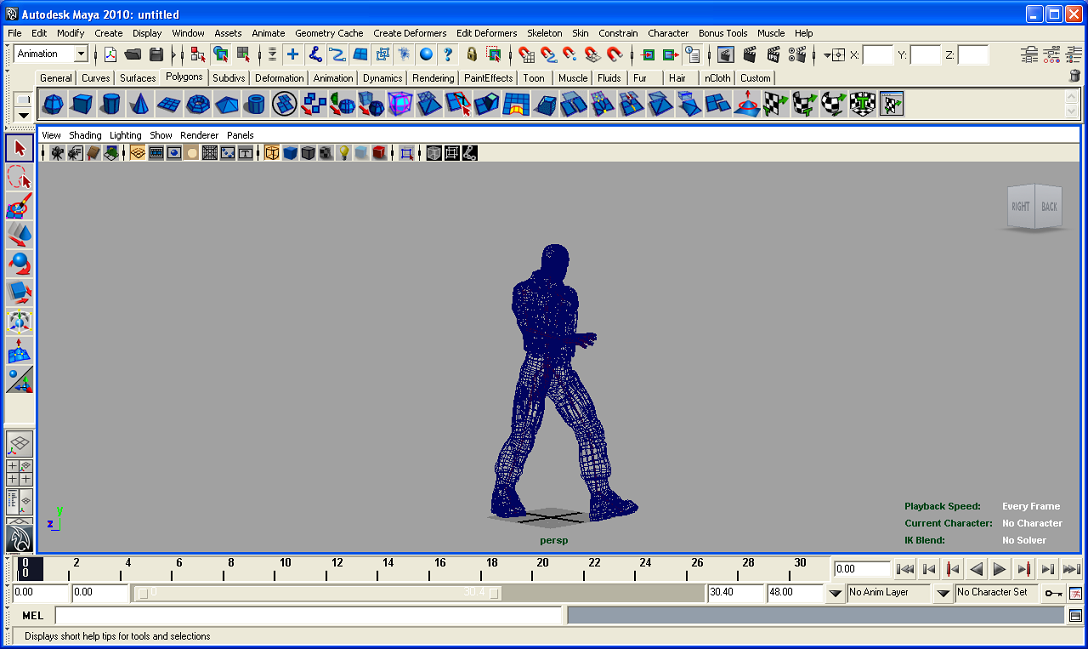 Autodesk Maya 2010: untitled
File Edit Modify Create Display Window Assets Animate Geometry Cache Create Deformers Edit Deformers Skeleton Skin Constrain Character Bonus Tools Muscle Help
Animation X: Y: Z:
General Curves Surfaces Polygons Subdivs Deformation Animation Dynamics Rendering PaintEffects Toon Muscle Fluids Fur Hair nCloth Custom
View Shading Lighting Show Renderer Panels
RIGHT BACK
Playback Speed: Every Frame
Current Character: No Character
IK Blend: No Solver
y
z
persp
0 2 4 6 8 10 12 14 16 18 20 22 24 26 28 30
0 0.00
0.00 0.00 0 30.4 30.40 48.00 No Anim Layer No Character Set
MEL
Displays short help tips for tools and selections